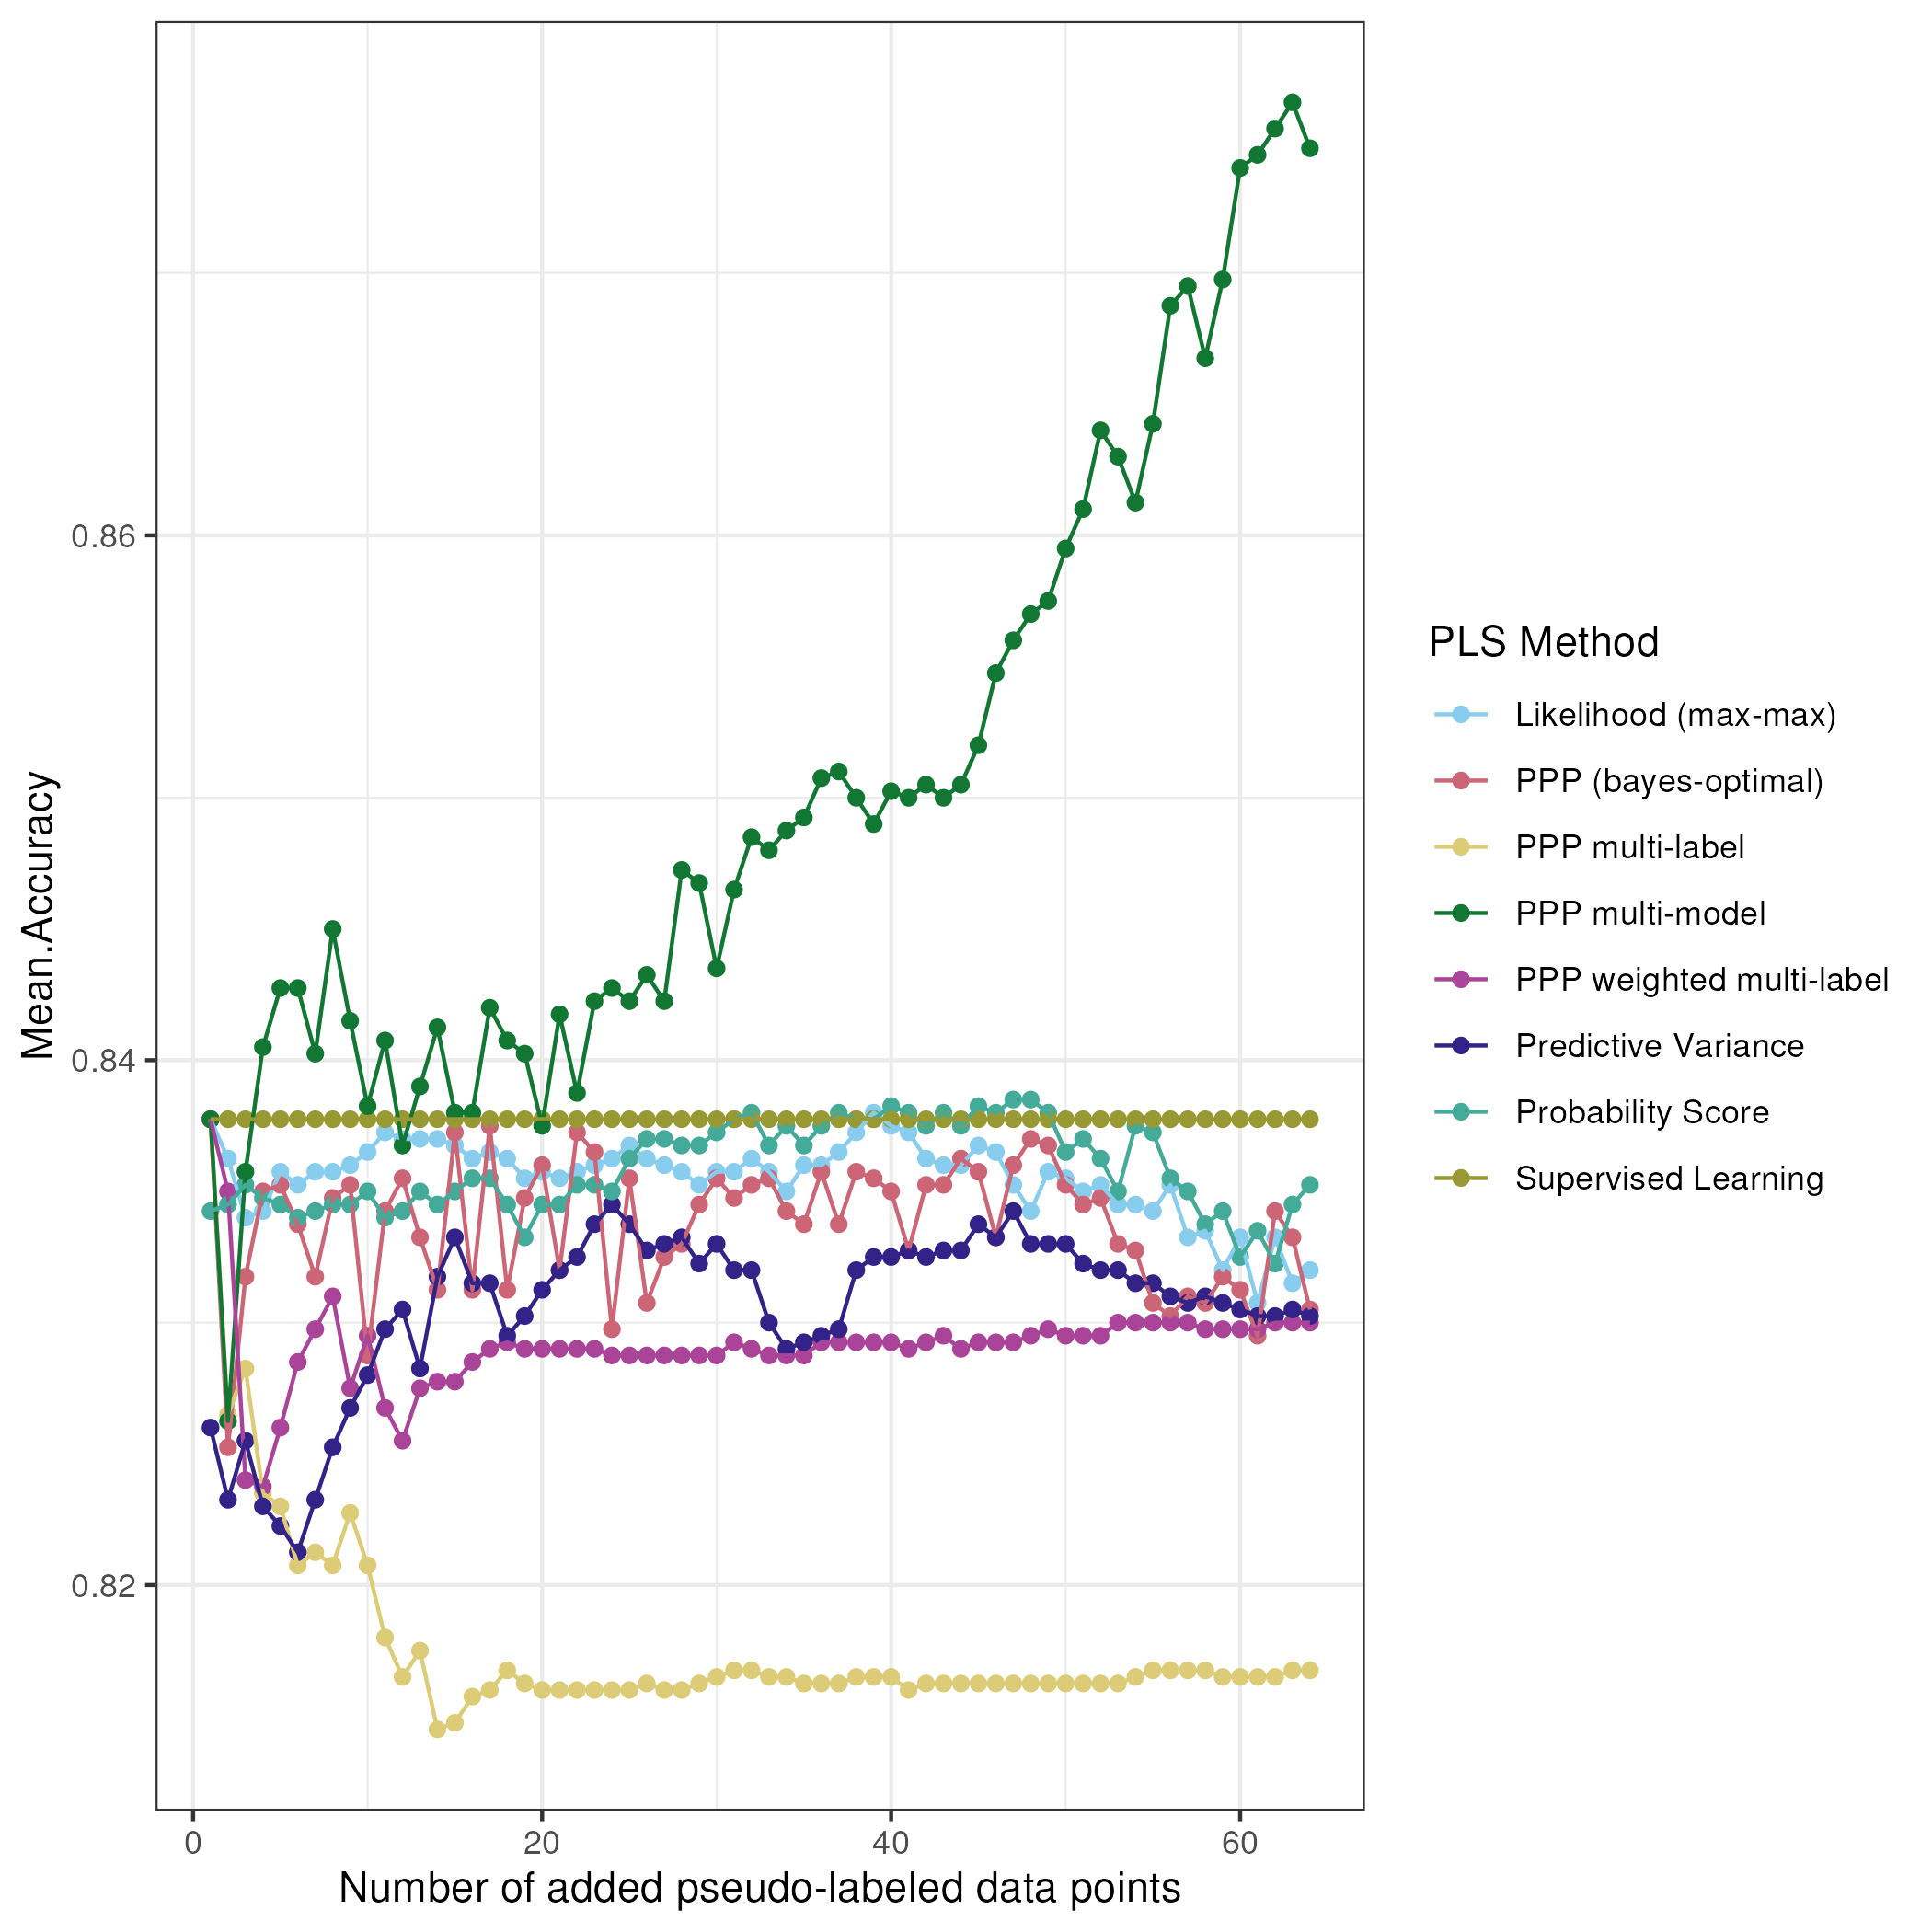 Mean.Accuracy
0.86
0.84
0.82
0
20
40
60
Number of added pseudo-labeled data points
PLS Method
Likelihood (max-max)
PPP (bayes-optimal)
PPP multi-label
PPP multi-model
PPP weighted multi-label
Predictive Variance
Probability Score
Supervised Learning